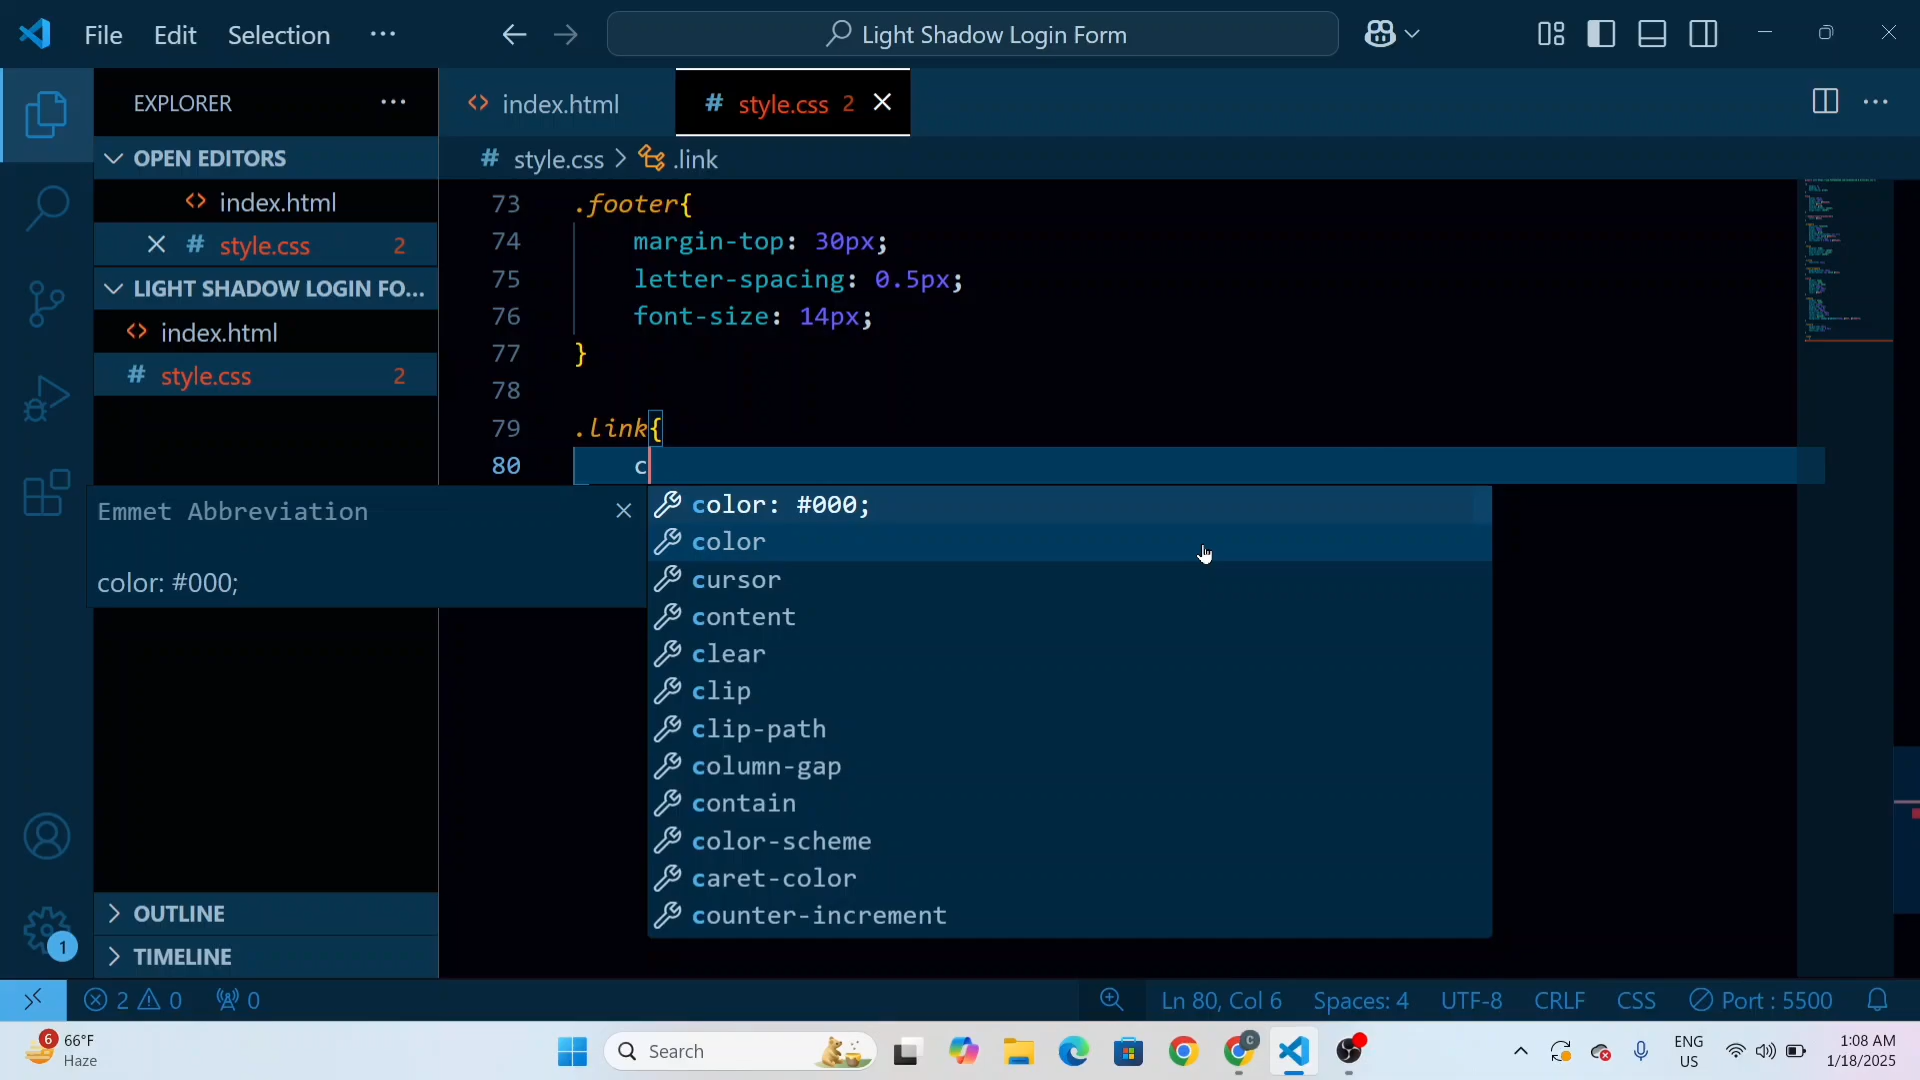 File Edit Selection ···
Light Shadow Login Form
EXPLORER ···
index.html
# style.css 2
OPEN EDITORS
# style.css > .link
index.html
# style.css 2
LIGHT SHADOW LOGIN FO...
index.html
# style.css 2
73 .footer{
74 margin-top: 30px;
75 letter-spacing: 0.5px;
76 font-size: 14px;
77 }
78
79 .link{
80 c
Emmet Abbreviation
color: #000;
color: #000;
color
cursor
content
clear
clip
clip-path
column-gap
contain
color-scheme
caret-color
counter-increment
OUTLINE
TIMELINE
1
2 0 0
Ln 80, Col 6 Spaces: 4 UTF-8 CRLF CSS Port : 5500
6 66°F
Haze
Search
C
ENG
US
1:08 AM
1/18/2025